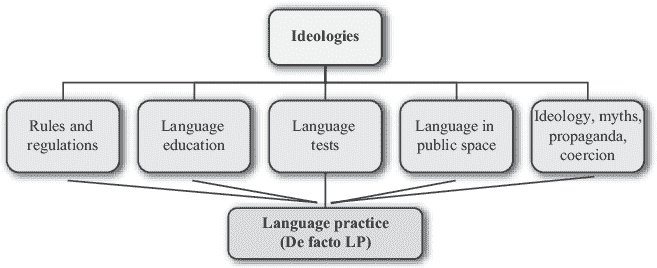 Ideologies
Rules and
regulations
Language
education
Language
tests
Language in
public space
Ideology, myths,
propaganda,
coercion
Language practice
(De facto LP)